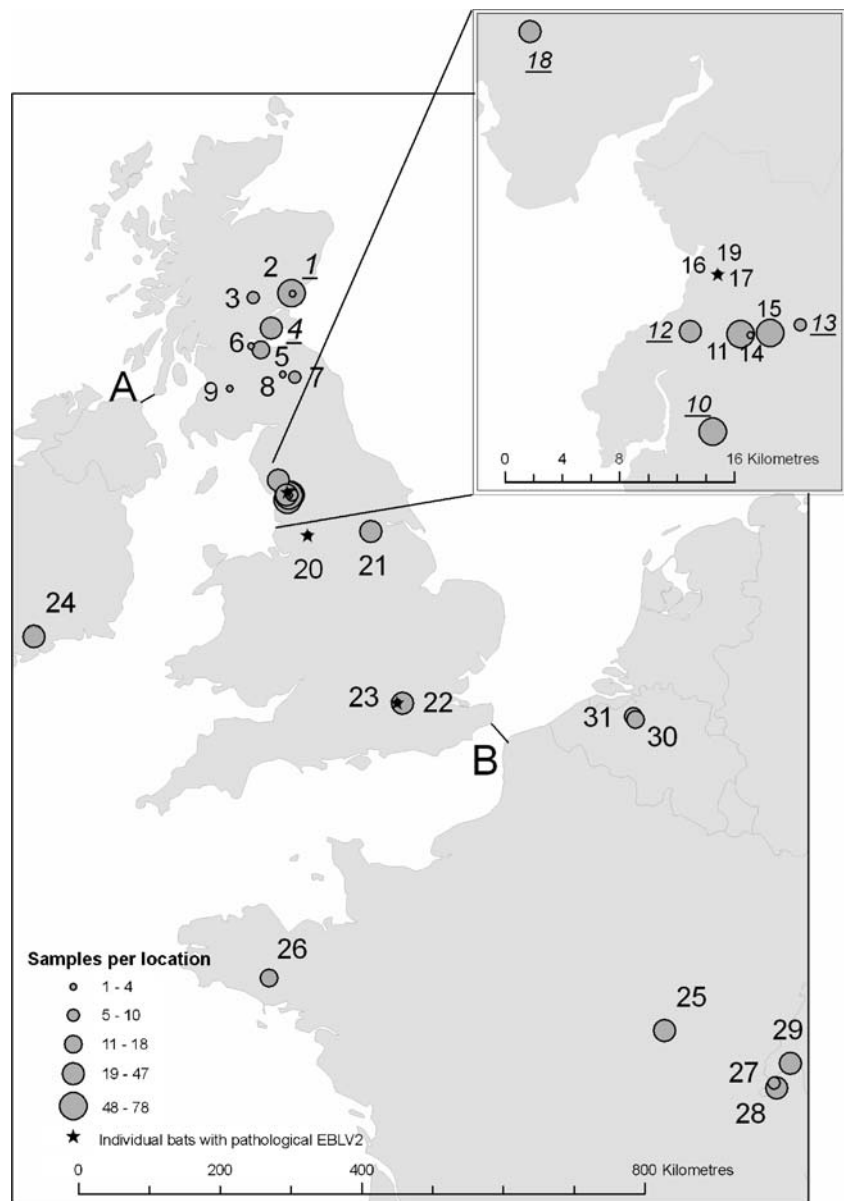 18
19
16
17
15
13
12
11
14
10
0 4 8 16 Kilometres
2
1
3
4
6
5
8
7
9
A
20
21
24
23
22
31
30
B
26
25
29
27
28
Samples per location
1 - 4
5 - 10
11 - 18
19 - 47
48 - 78
Individual bats with pathological EBLV2
0 200 400 800 Kilometres